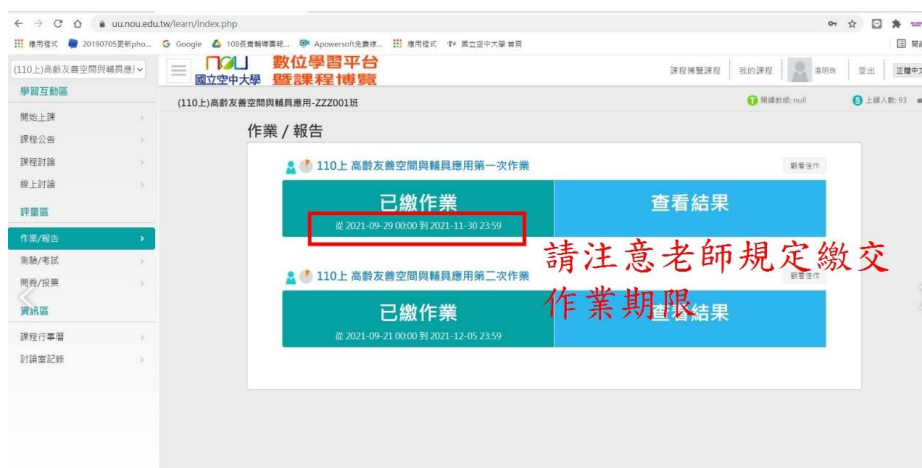 uu.nou.edu.tw/learn/index.php
應用程式
20190705更新pho...
Google
108長青輔導團報...
Apowersoft免費線...
應用程式
國立空中大學 首頁
(110上)高齡友善空間與輔具應
國立空中大學
數位學習平台
暨課程博覽
課程博覽課程
我的課程
登出
正體中文
(110上)高齡友善空間與輔具應用-ZZZ001班
開課教師: null
上課人數: 93
學習互動區
開始上課
課程公告
課程討論
線上討論
評量區
作業/報告
測驗/考試
問卷/投票
資訊區
課程行事曆
討論室記錄
作業 / 報告
110上 高齡友善空間與輔具應用第一次作業
觀看佳作
已繳作業
從 2021-09-29 00:00 到 2021-11-30 23:59
查看結果
請注意老師規定繳交
作業期限
110上 高齡友善空間與輔具應用第二次作業
觀看佳作
已繳作業
從 2021-09-21 00:00 到 2021-12-05 23:59
查看結果